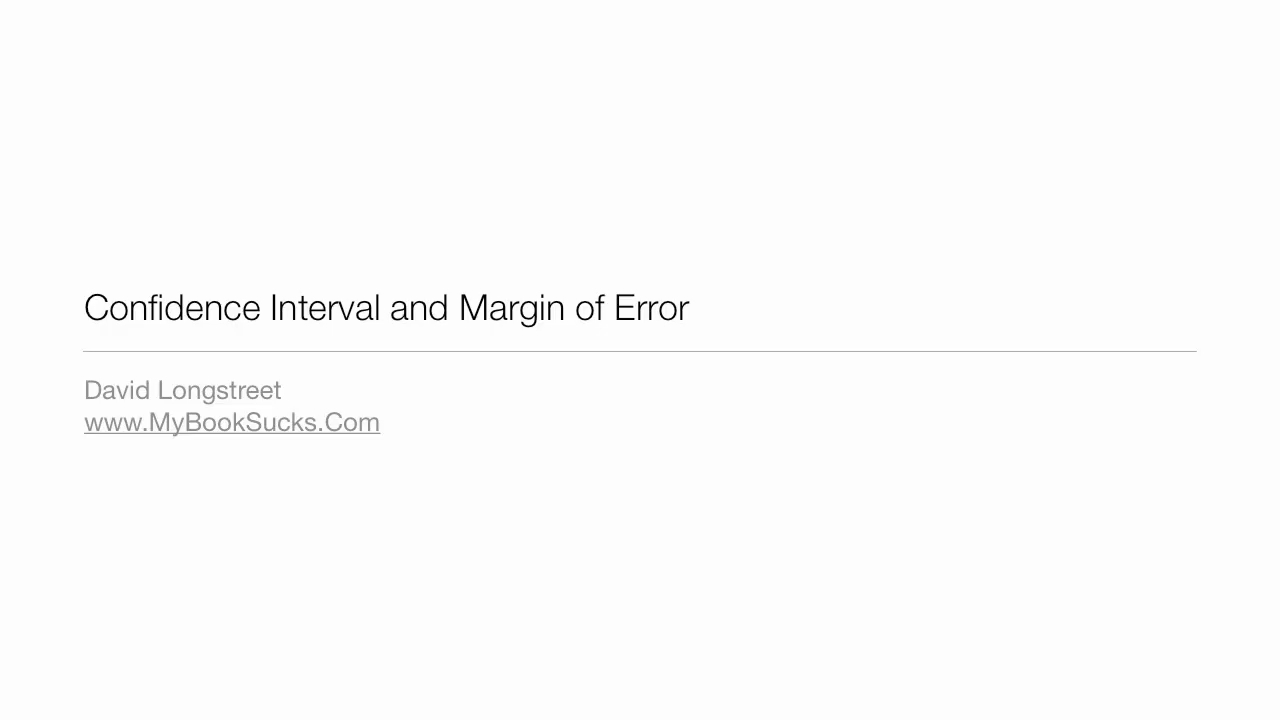 Confidence Interval and Margin of Error
David Longstreet
www.MyBookSucks.Com